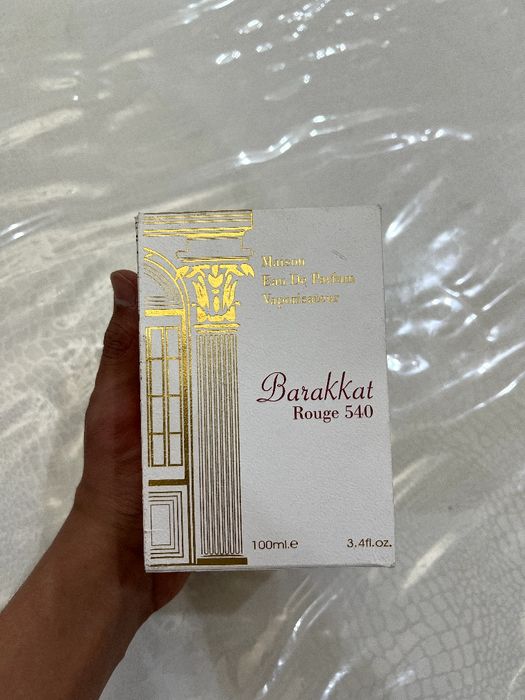 Maison
Eau De Parfum
Vaporisateur
Barakkat
Rouge 540
100ml.e
3.4fl.oz.